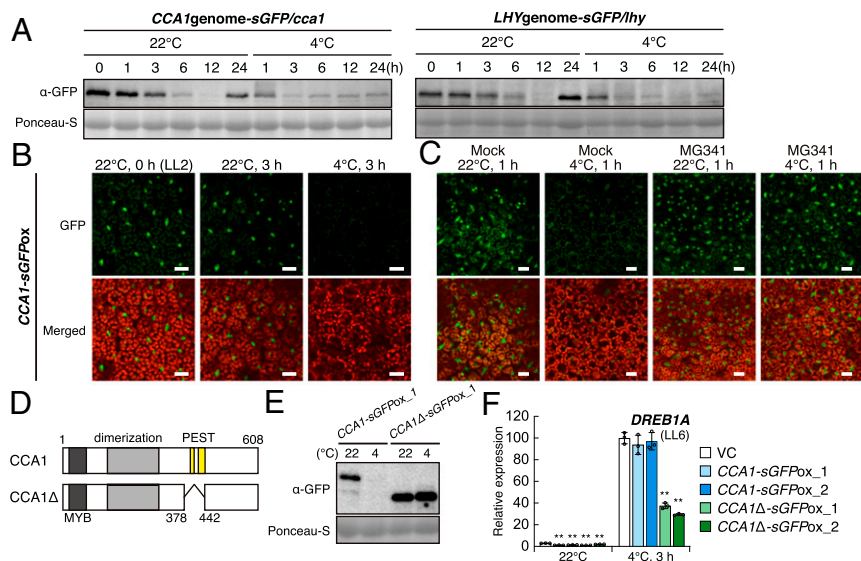 A
CCA1genome-sGFP/cca1
LHYgenome-sGFP/lhy
22°C 4°C 22°C 4°C
0 1 3 6 12 24 1 3 6 12 24(h) 0 1 3 6 12 24 1 3 6 12 24(h)
α-GFP
Ponceau-S
B
22°C, 0 h (LL2) 22°C, 3 h 4°C, 3 h
CCA1-sGFPox
GFP
Merged
C
Mock Mock MG341 MG341
22°C, 1 h 4°C, 1 h 22°C, 1 h 4°C, 1 h
D
1 dimerization PEST 608
CCA1
CCA1Δ
MYB 378 442
E
CCA1-sGFPox_1
CCA1Δ-sGFPox_1
(°C) 22 4 22 4
α-GFP
Ponceau-S
F
DREB1A
(LL6)
Relative expression
120
100
80
60
40
20
0
** ** ** ** ** **
22°C 4°C, 3 h
VC
CCA1-sGFPox_1
CCA1-sGFPox_2
CCA1Δ-sGFPox_1
CCA1Δ-sGFPox_2